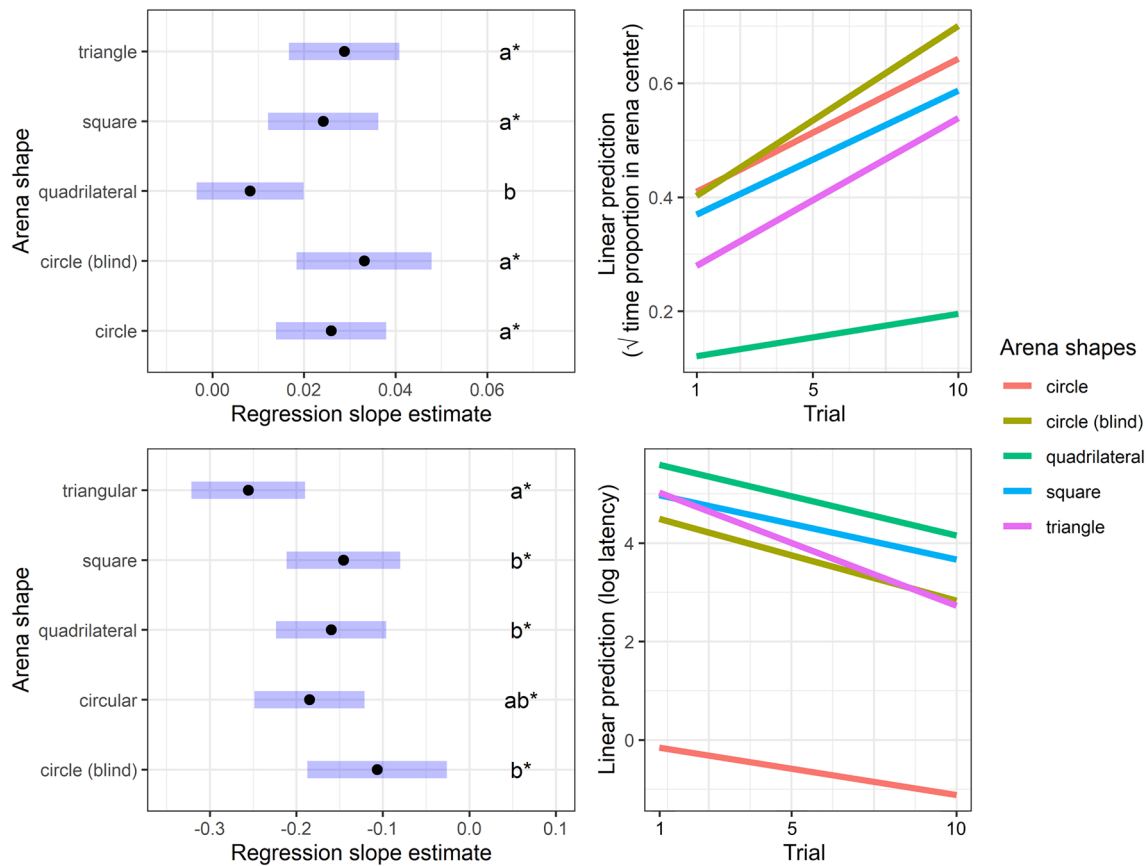 triangle
a*
square
a*
quadrilateral
b
circle (blind)
a*
circle
a*
Arena shape
0.00
0.02
0.04
0.06
Regression slope estimate
Linear prediction
(√ time proportion in arena center)
0.6
0.4
0.2
1
5
10
Trial
Arena shapes
circle
circle (blind)
quadrilateral
square
triangle
triangular
a*
square
b*
quadrilateral
b*
circular
ab*
circle (blind)
b*
Arena shape
-0.3
-0.2
-0.1
0.0
0.1
Regression slope estimate
Linear prediction (log latency)
4
2
0
1
5
10
Trial